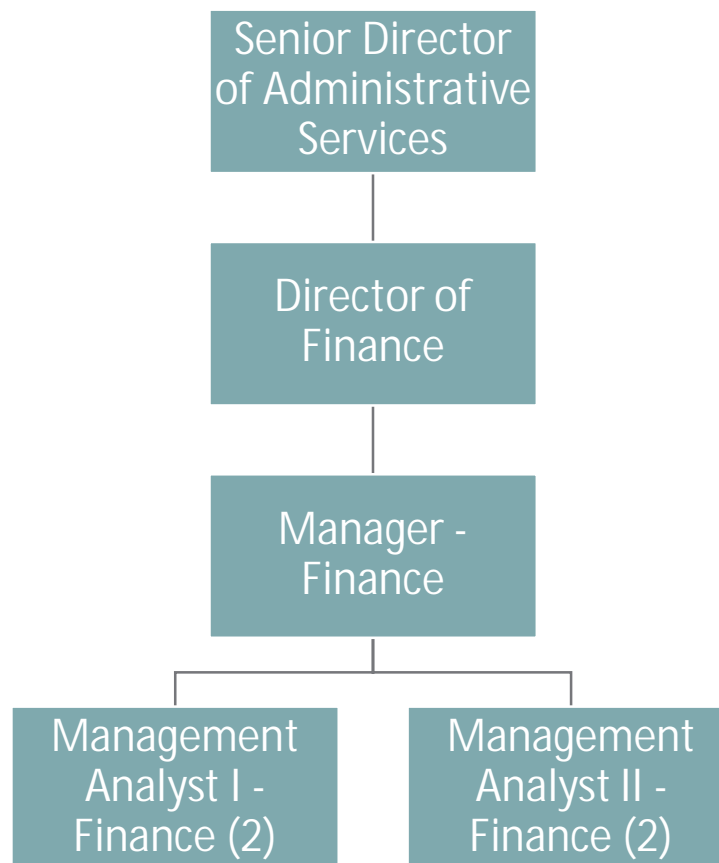 Senior Director
of Administrative
Services
Director of
Finance
Manager -
Finance
Management
Analyst I -
Finance (2)
Management
Analyst II -
Finance (2)